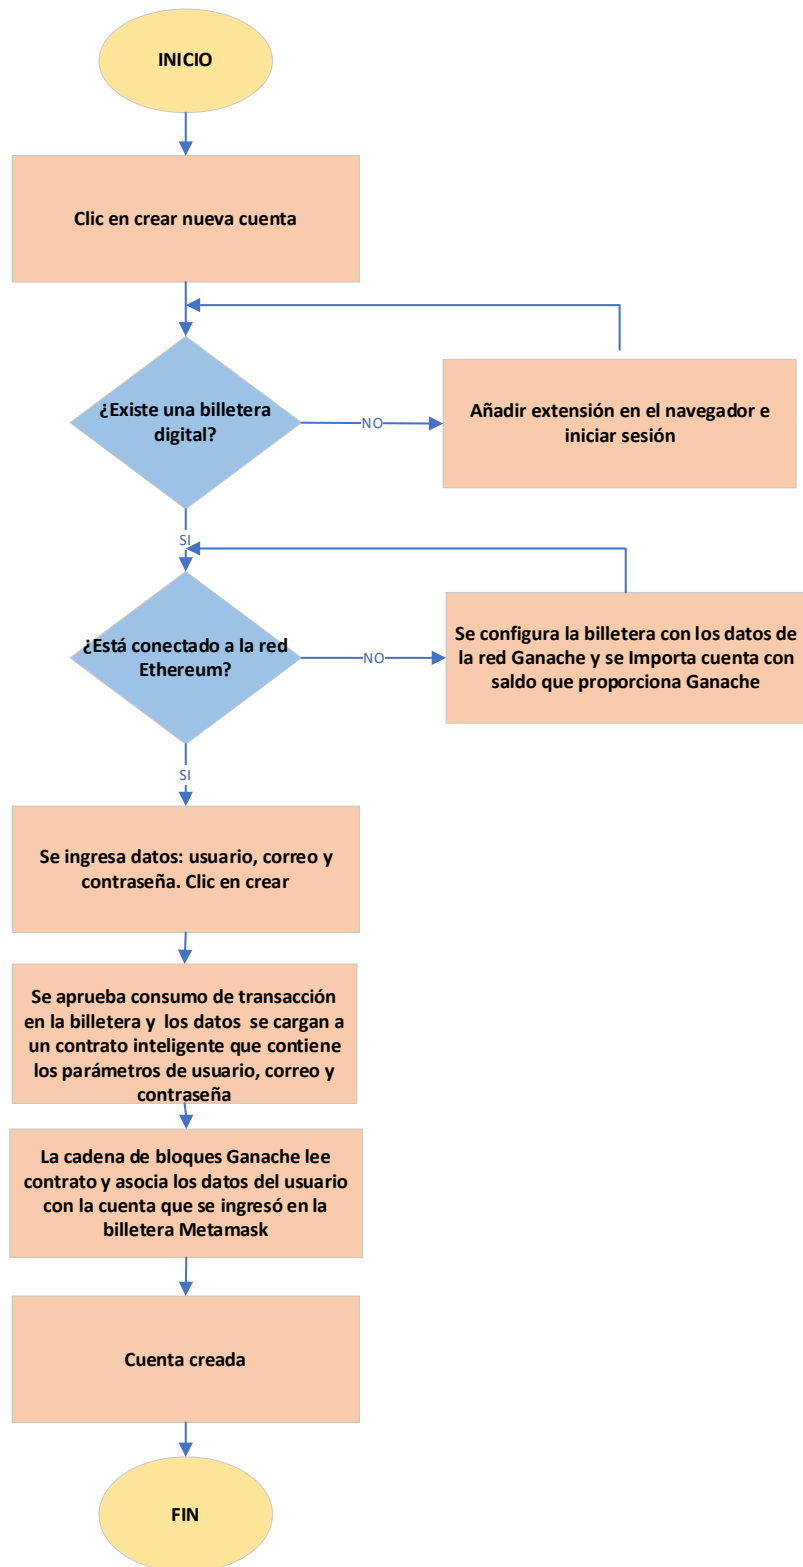 INICIO
Clic en crear nueva cuenta
¿Existe una billetera
digital?
NO
Añadir extensión en el navegador e
iniciar sesión
SI
¿Está conectado a la red
Ethereum?
NO
Se configura la billetera con los datos de
la red Ganache y se Importa cuenta con
saldo que proporciona Ganache
SI
Se ingresa datos: usuario, correo y
contraseña. Clic en crear
Se aprueba consumo de transacción
en la billetera y los datos se cargan a
un contrato inteligente que contiene
los parámetros de usuario, correo y
contraseña
La cadena de bloques Ganache lee
contrato y asocia los datos del usuario
con la cuenta que se ingresó en la
billetera Metamask
Cuenta creada
FIN